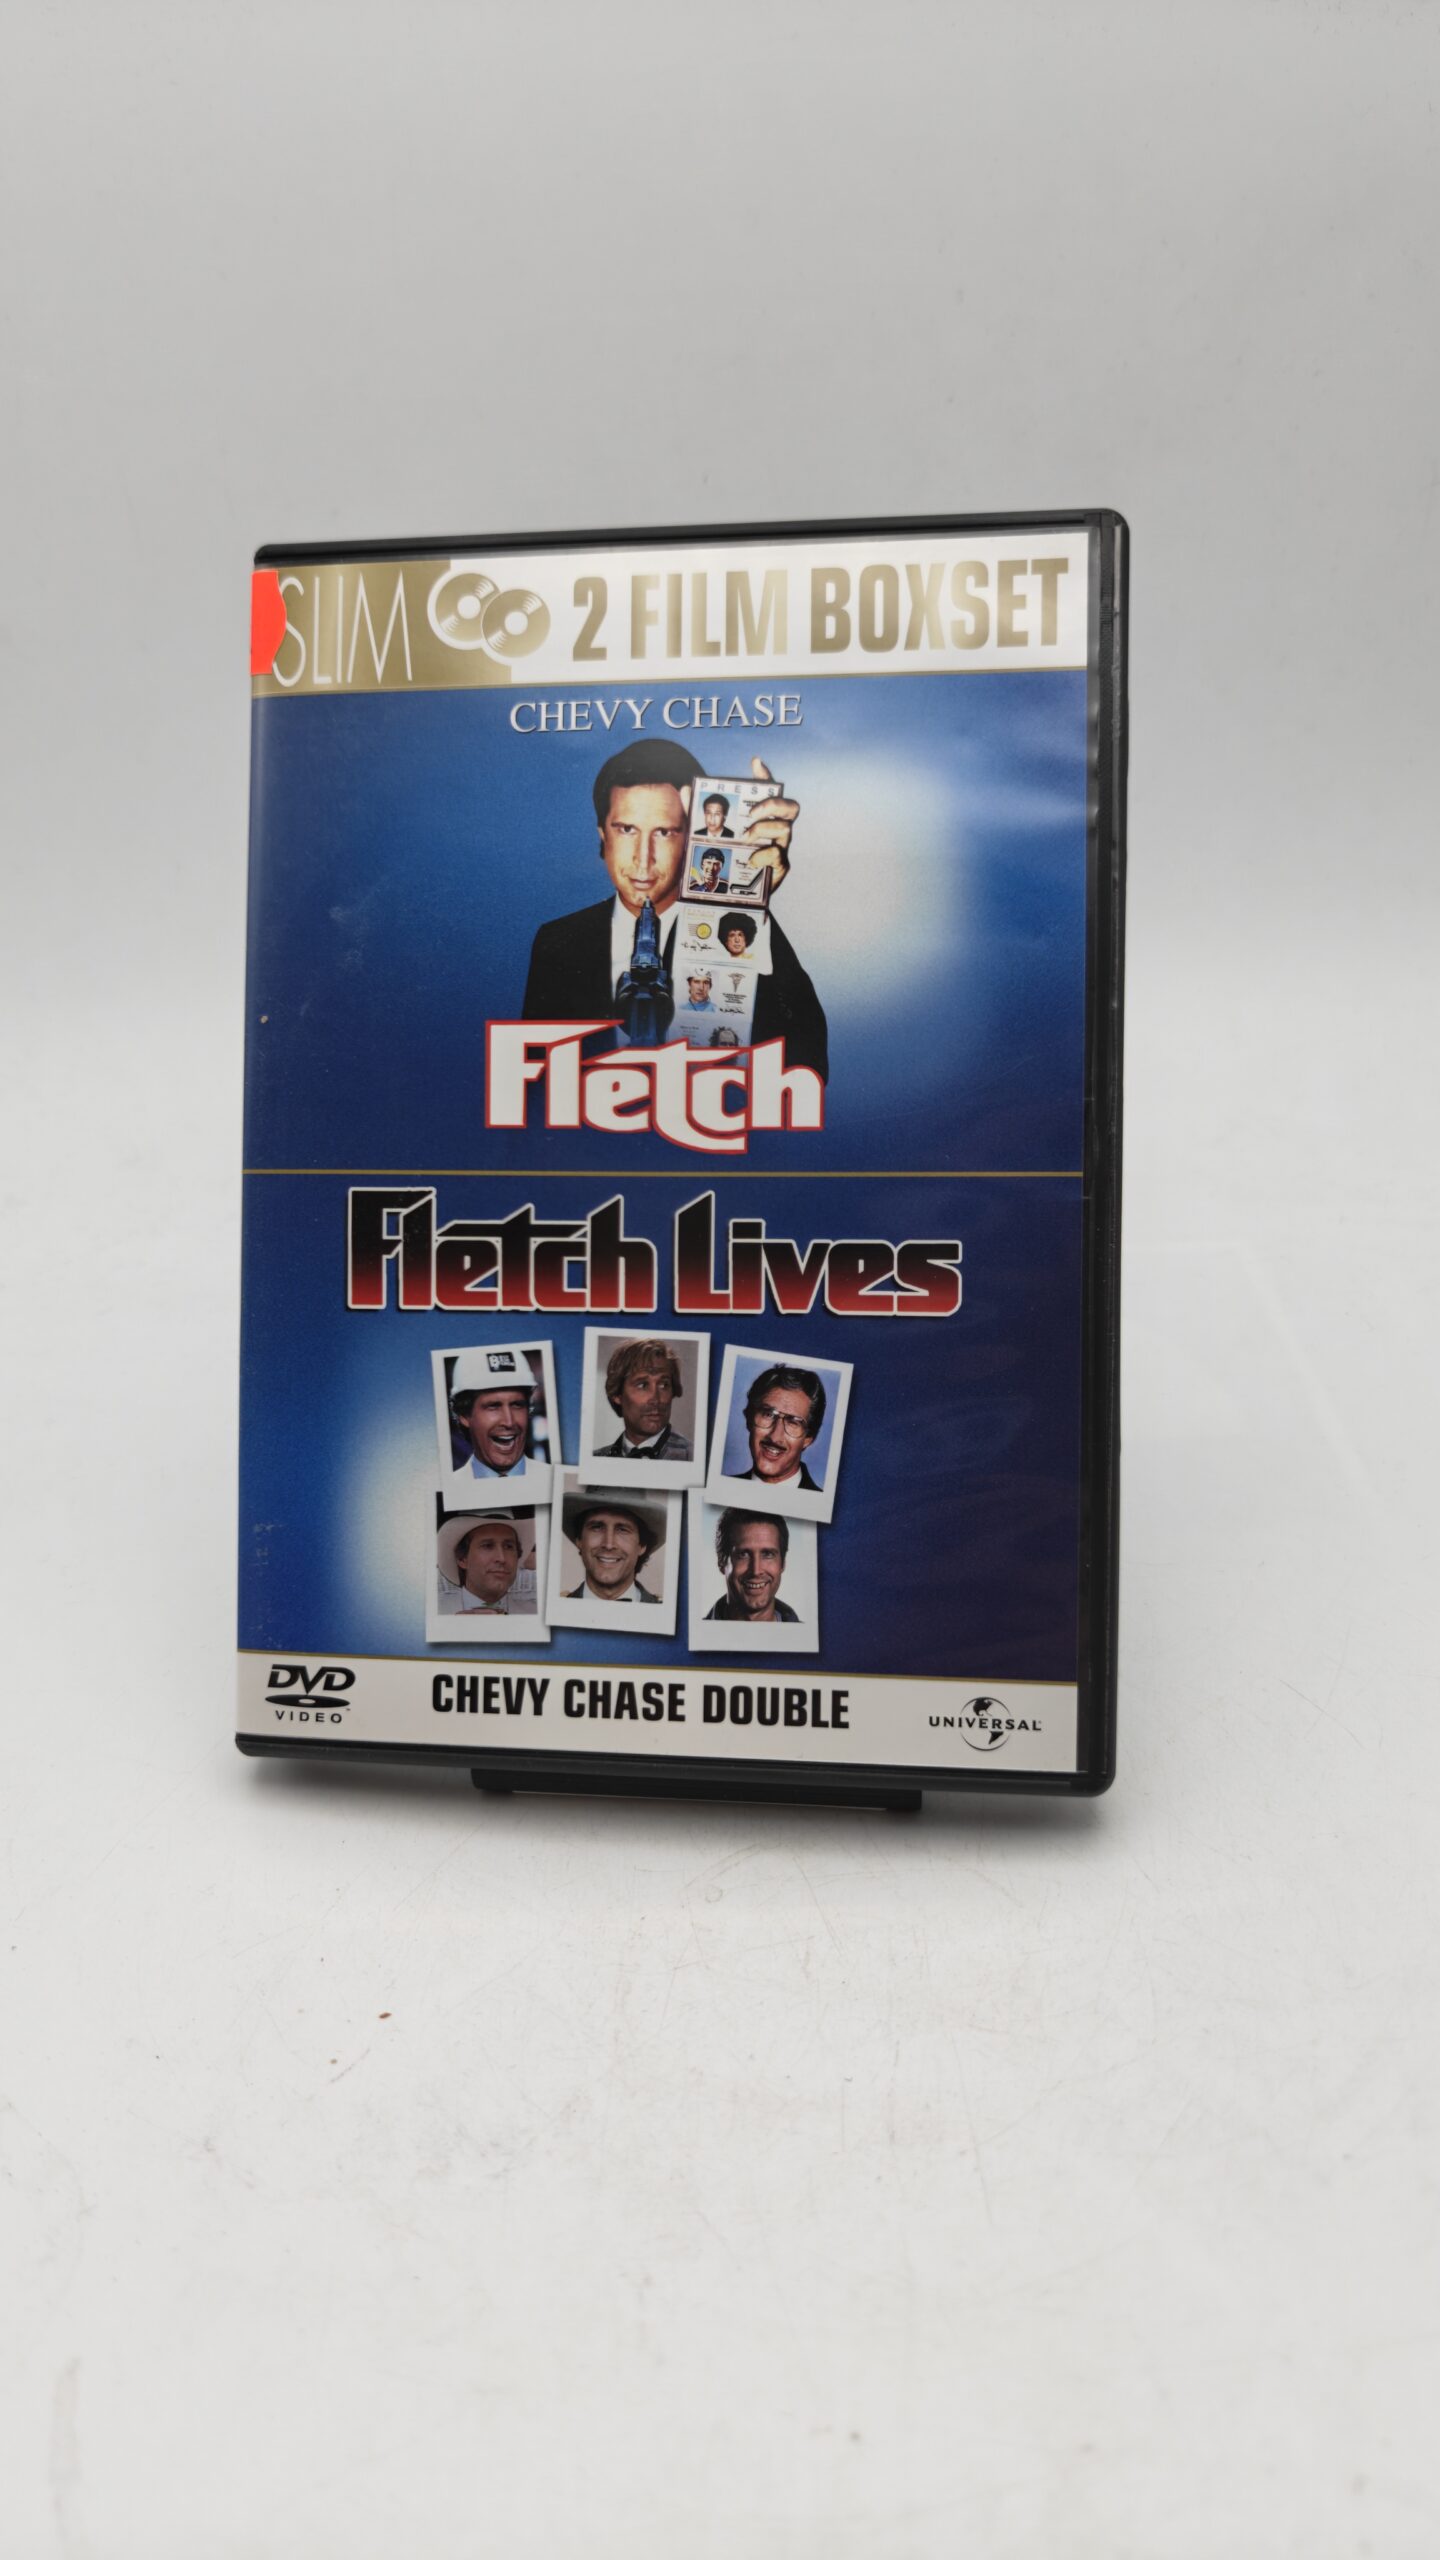 SLIM 2 FILM BOXSET
CHEVY CHASE
PRESS
Fletch
Fletch Lives
DVD
VIDEO
CHEVY CHASE DOUBLE
UNIVERSAL